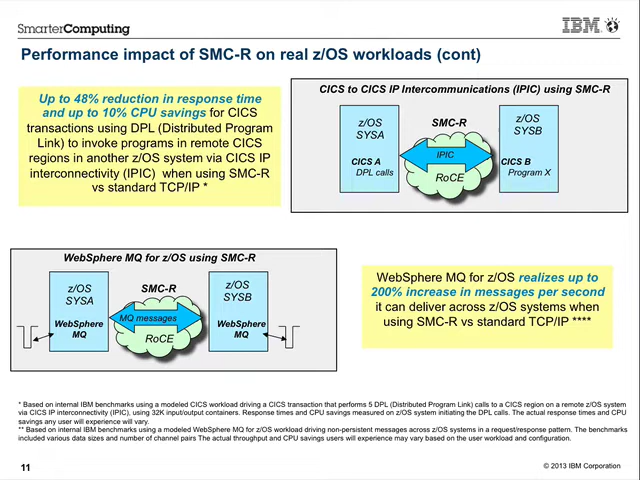 SmarterComputing
IBM
Performance impact of SMC-R on real z/OS workloads (cont)
Up to 48% reduction in response time
and up to 10% CPU savings for CICS
transactions using DPL (Distributed Program
Link) to invoke programs in remote CICS
regions in another z/OS system via CICS IP
interconnectivity (IPIC) when using SMC-R
vs standard TCP/IP *
CICS to CICS IP Intercommunications (IPIC) using SMC-R
z/OS
SYSA
SMC-R
z/OS
SYSB
IPIC
CICS A
DPL calls
RoCE
CICS B
Program X
WebSphere MQ for z/OS using SMC-R
z/OS
SYSA
SMC-R
z/OS
SYSB
WebSphere
MQ
MQ messages
RoCE
WebSphere
MQ
WebSphere MQ for z/OS realizes up to
200% increase in messages per second
it can deliver across z/OS systems when
using SMC-R vs standard TCP/IP ****
* Based on internal IBM benchmarks using a modeled CICS workload driving a CICS transaction that performs 5 DPL (Distributed Program Link) calls to a CICS region on a remote z/OS system
via CICS IP interconnectivity (IPIC), using 32K input/output containers. Response times and CPU savings measured on z/OS system initiating the DPL calls. The actual response times and CPU
savings any user will experience will vary.
** Based on internal IBM benchmarks using a modeled WebSphere MQ for z/OS workload driving non-persistent messages across z/OS systems in a request/response pattern. The benchmarks
included various data sizes and number of channel pairs The actual throughput and CPU savings users will experience may vary based on the user workload and configuration.
11
© 2013 IBM Corporation